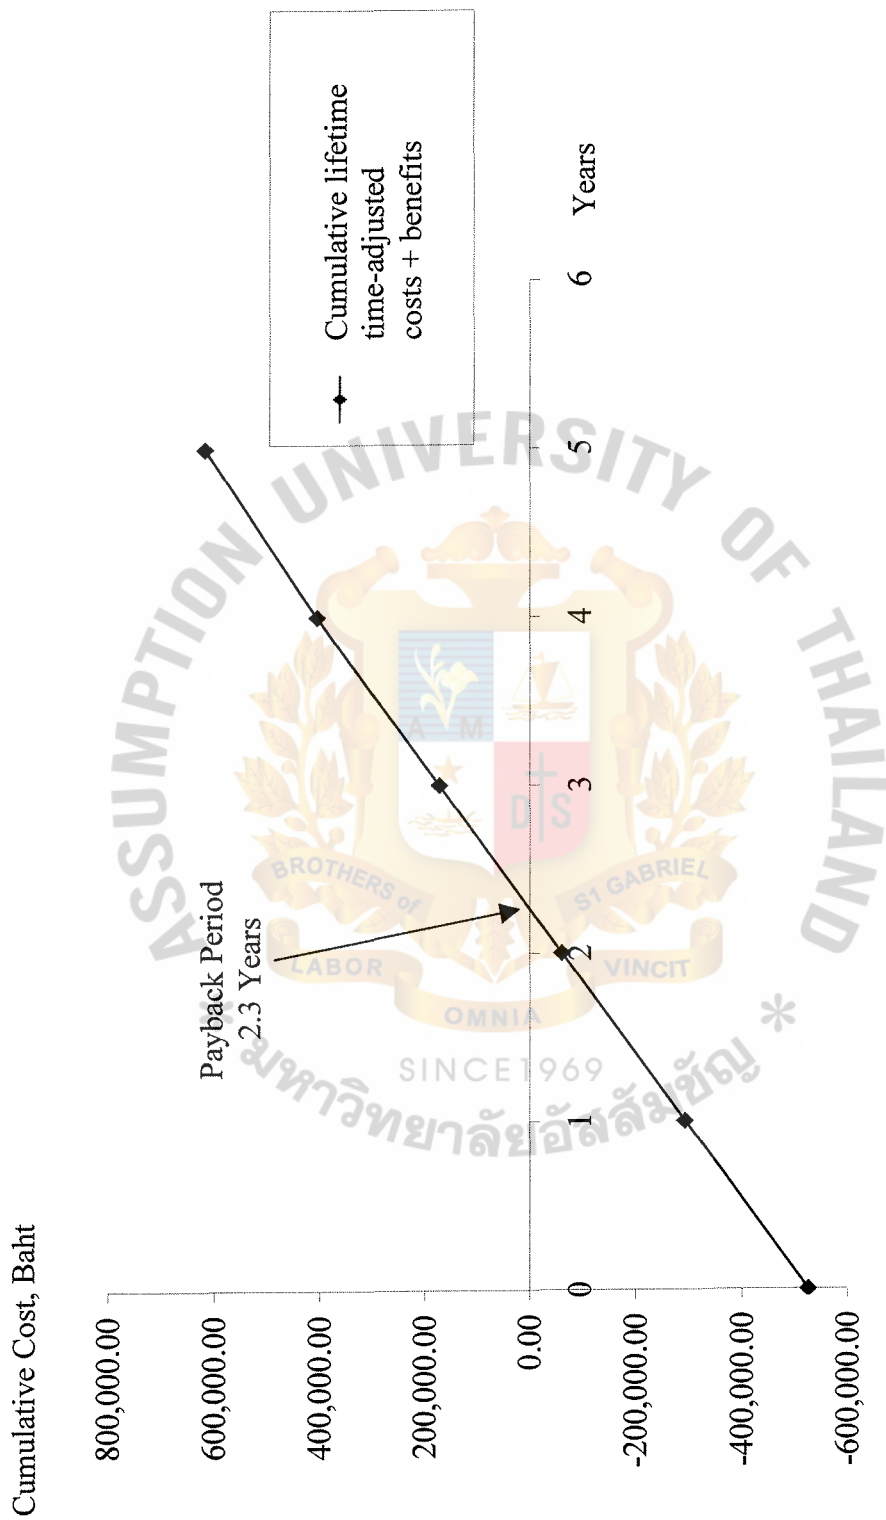 Cumulative Cost, Baht
800,000.00
600,000.00
400,000.00
200,000.00
0.00
-200,000.00
-400,000.00
-600,000.00
Payback Period
2.3 Years
0
1
2
3
4
5
6
Years
Cumulative lifetime
time-adjusted
costs + benefits
ASSUMPTION UNIVERSITY OF THAILAND
A M
D S
BROTHERS of
S1 GABRIEL
LABOR
VINCIT
OMNIA
SINCE1969
* มหาวิทยาลัยอัสสัมชัญ *